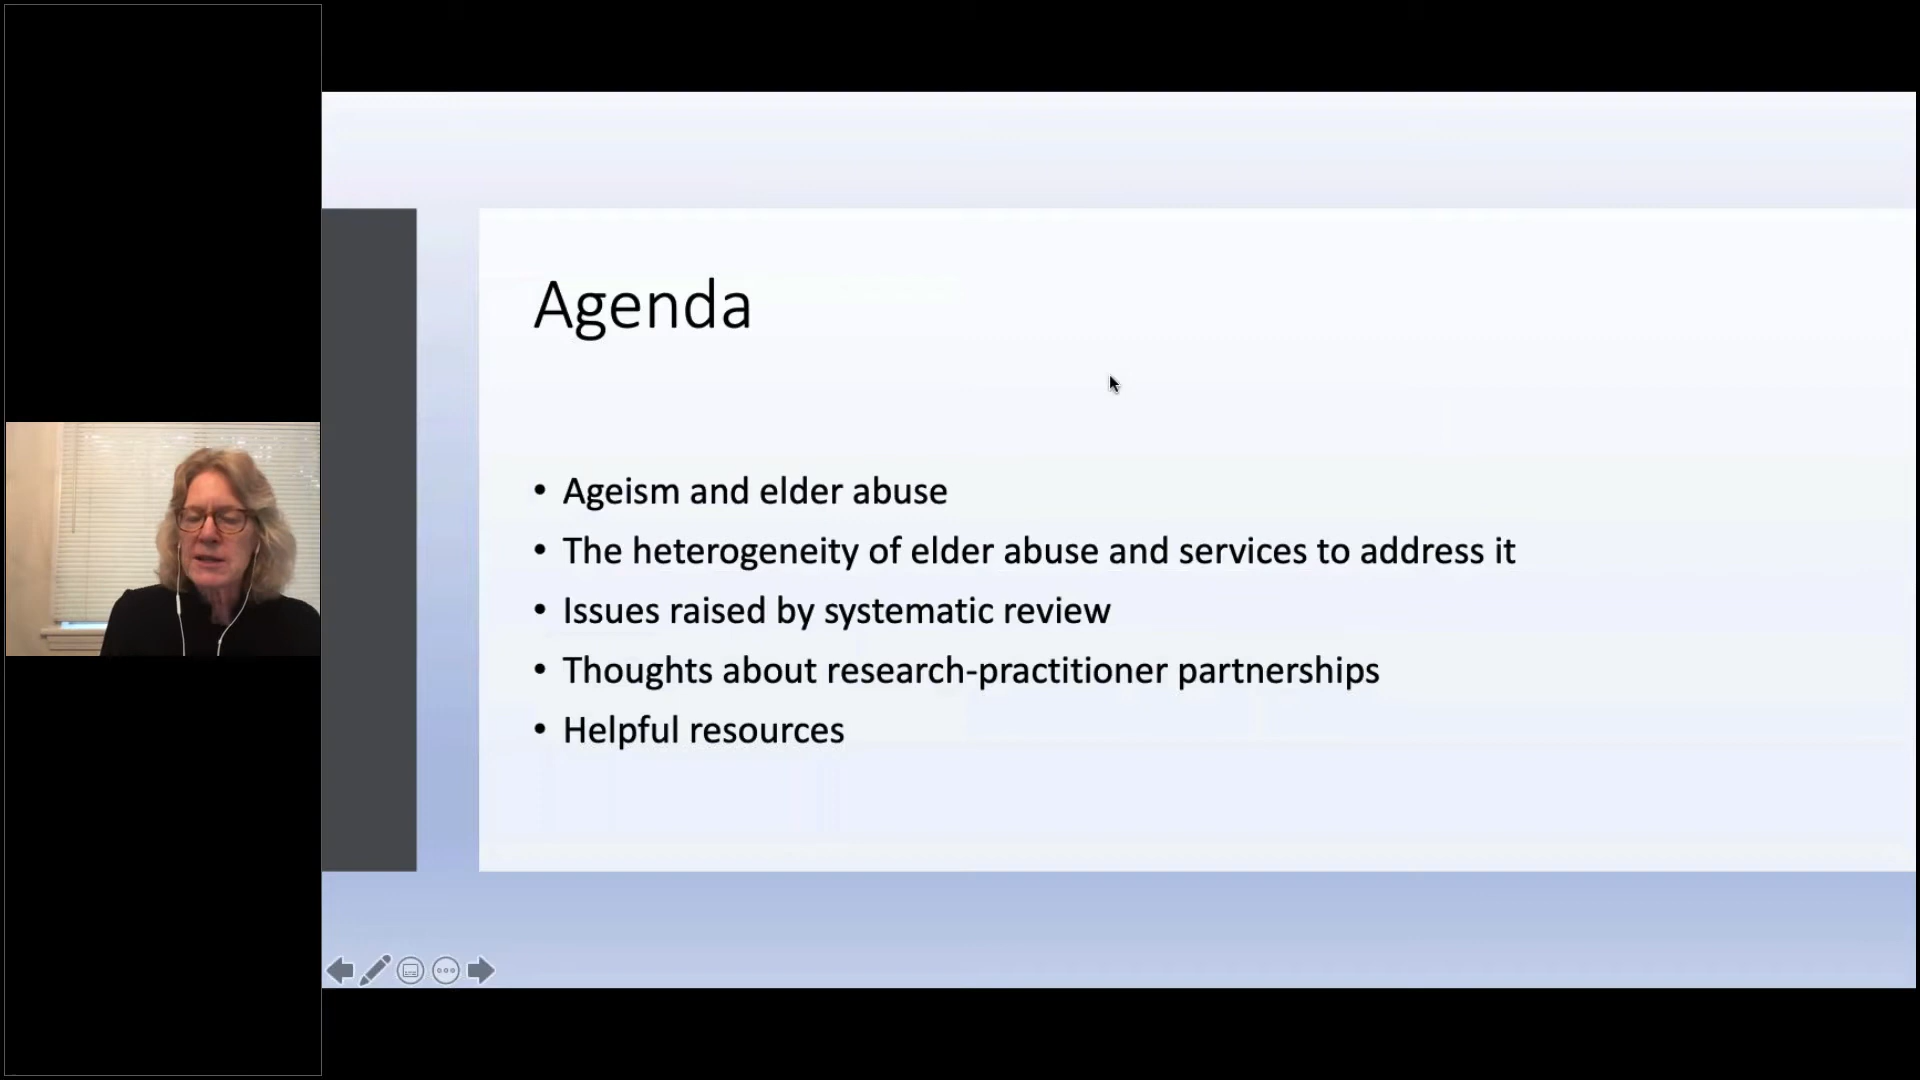 Agenda
• Ageism and elder abuse
• The heterogeneity of elder abuse and services to address it
• Issues raised by systematic review
• Thoughts about research-practitioner partnerships
• Helpful resources